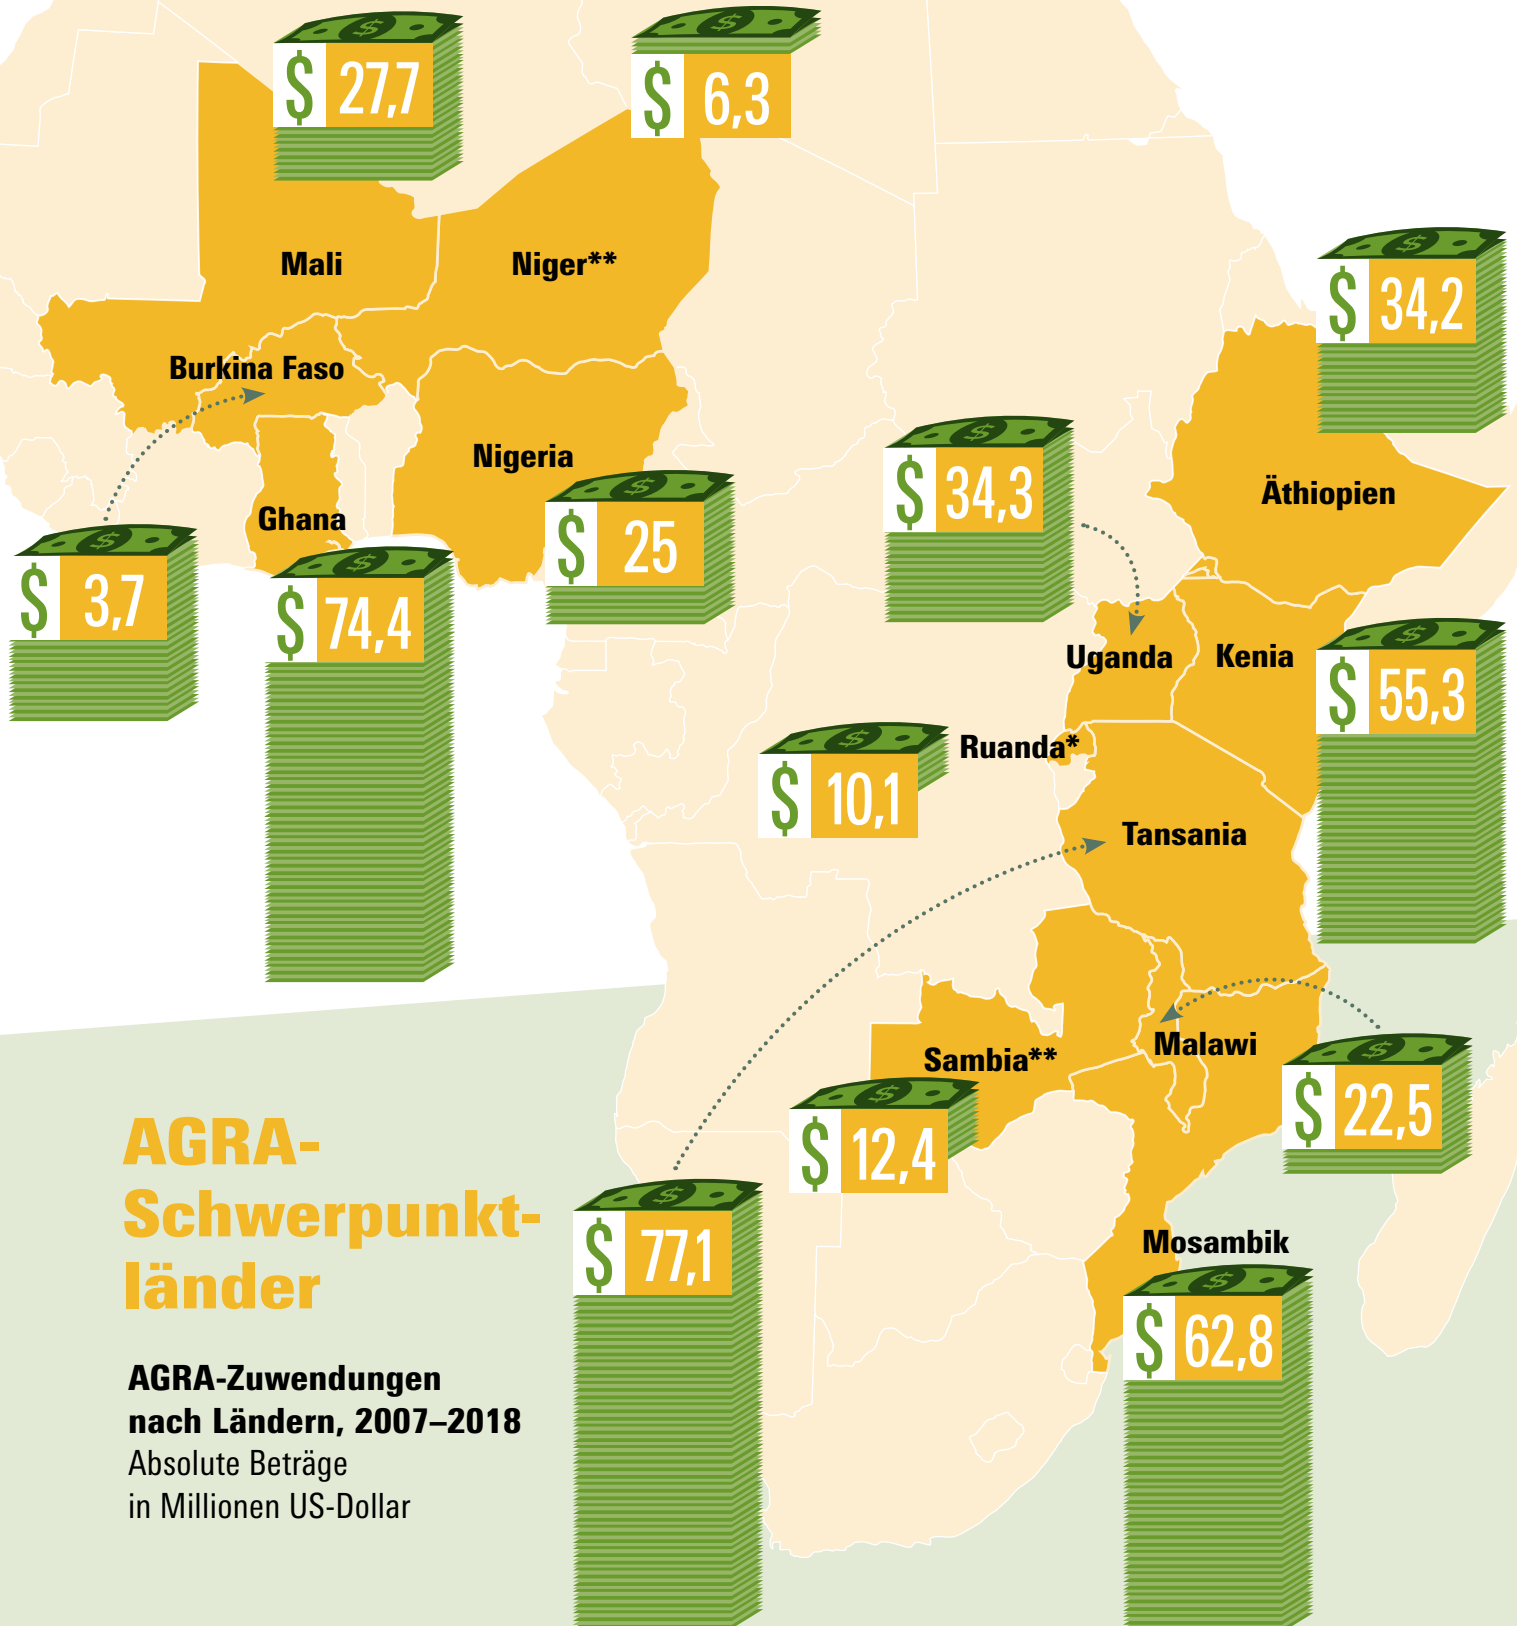 $ 27,7
$ 6,3
Mali
Niger**
$ 34,2
Burkina Faso
Nigeria
$ 34,3
Äthiopien
Ghana
$ 25
$ 3,7
$ 74,4
Uganda
Kenia
$ 55,3
Ruanda*
$ 10,1
Tansania
Sambia**
Malawi
$ 22,5
$ 12,4
AGRA-
Schwerpunkt-
länder
$ 77,1
Mosambik
$ 62,8
AGRA-Zuwendungen
nach Ländern, 2007–2018
Absolute Beträge
in Millionen US-Dollar